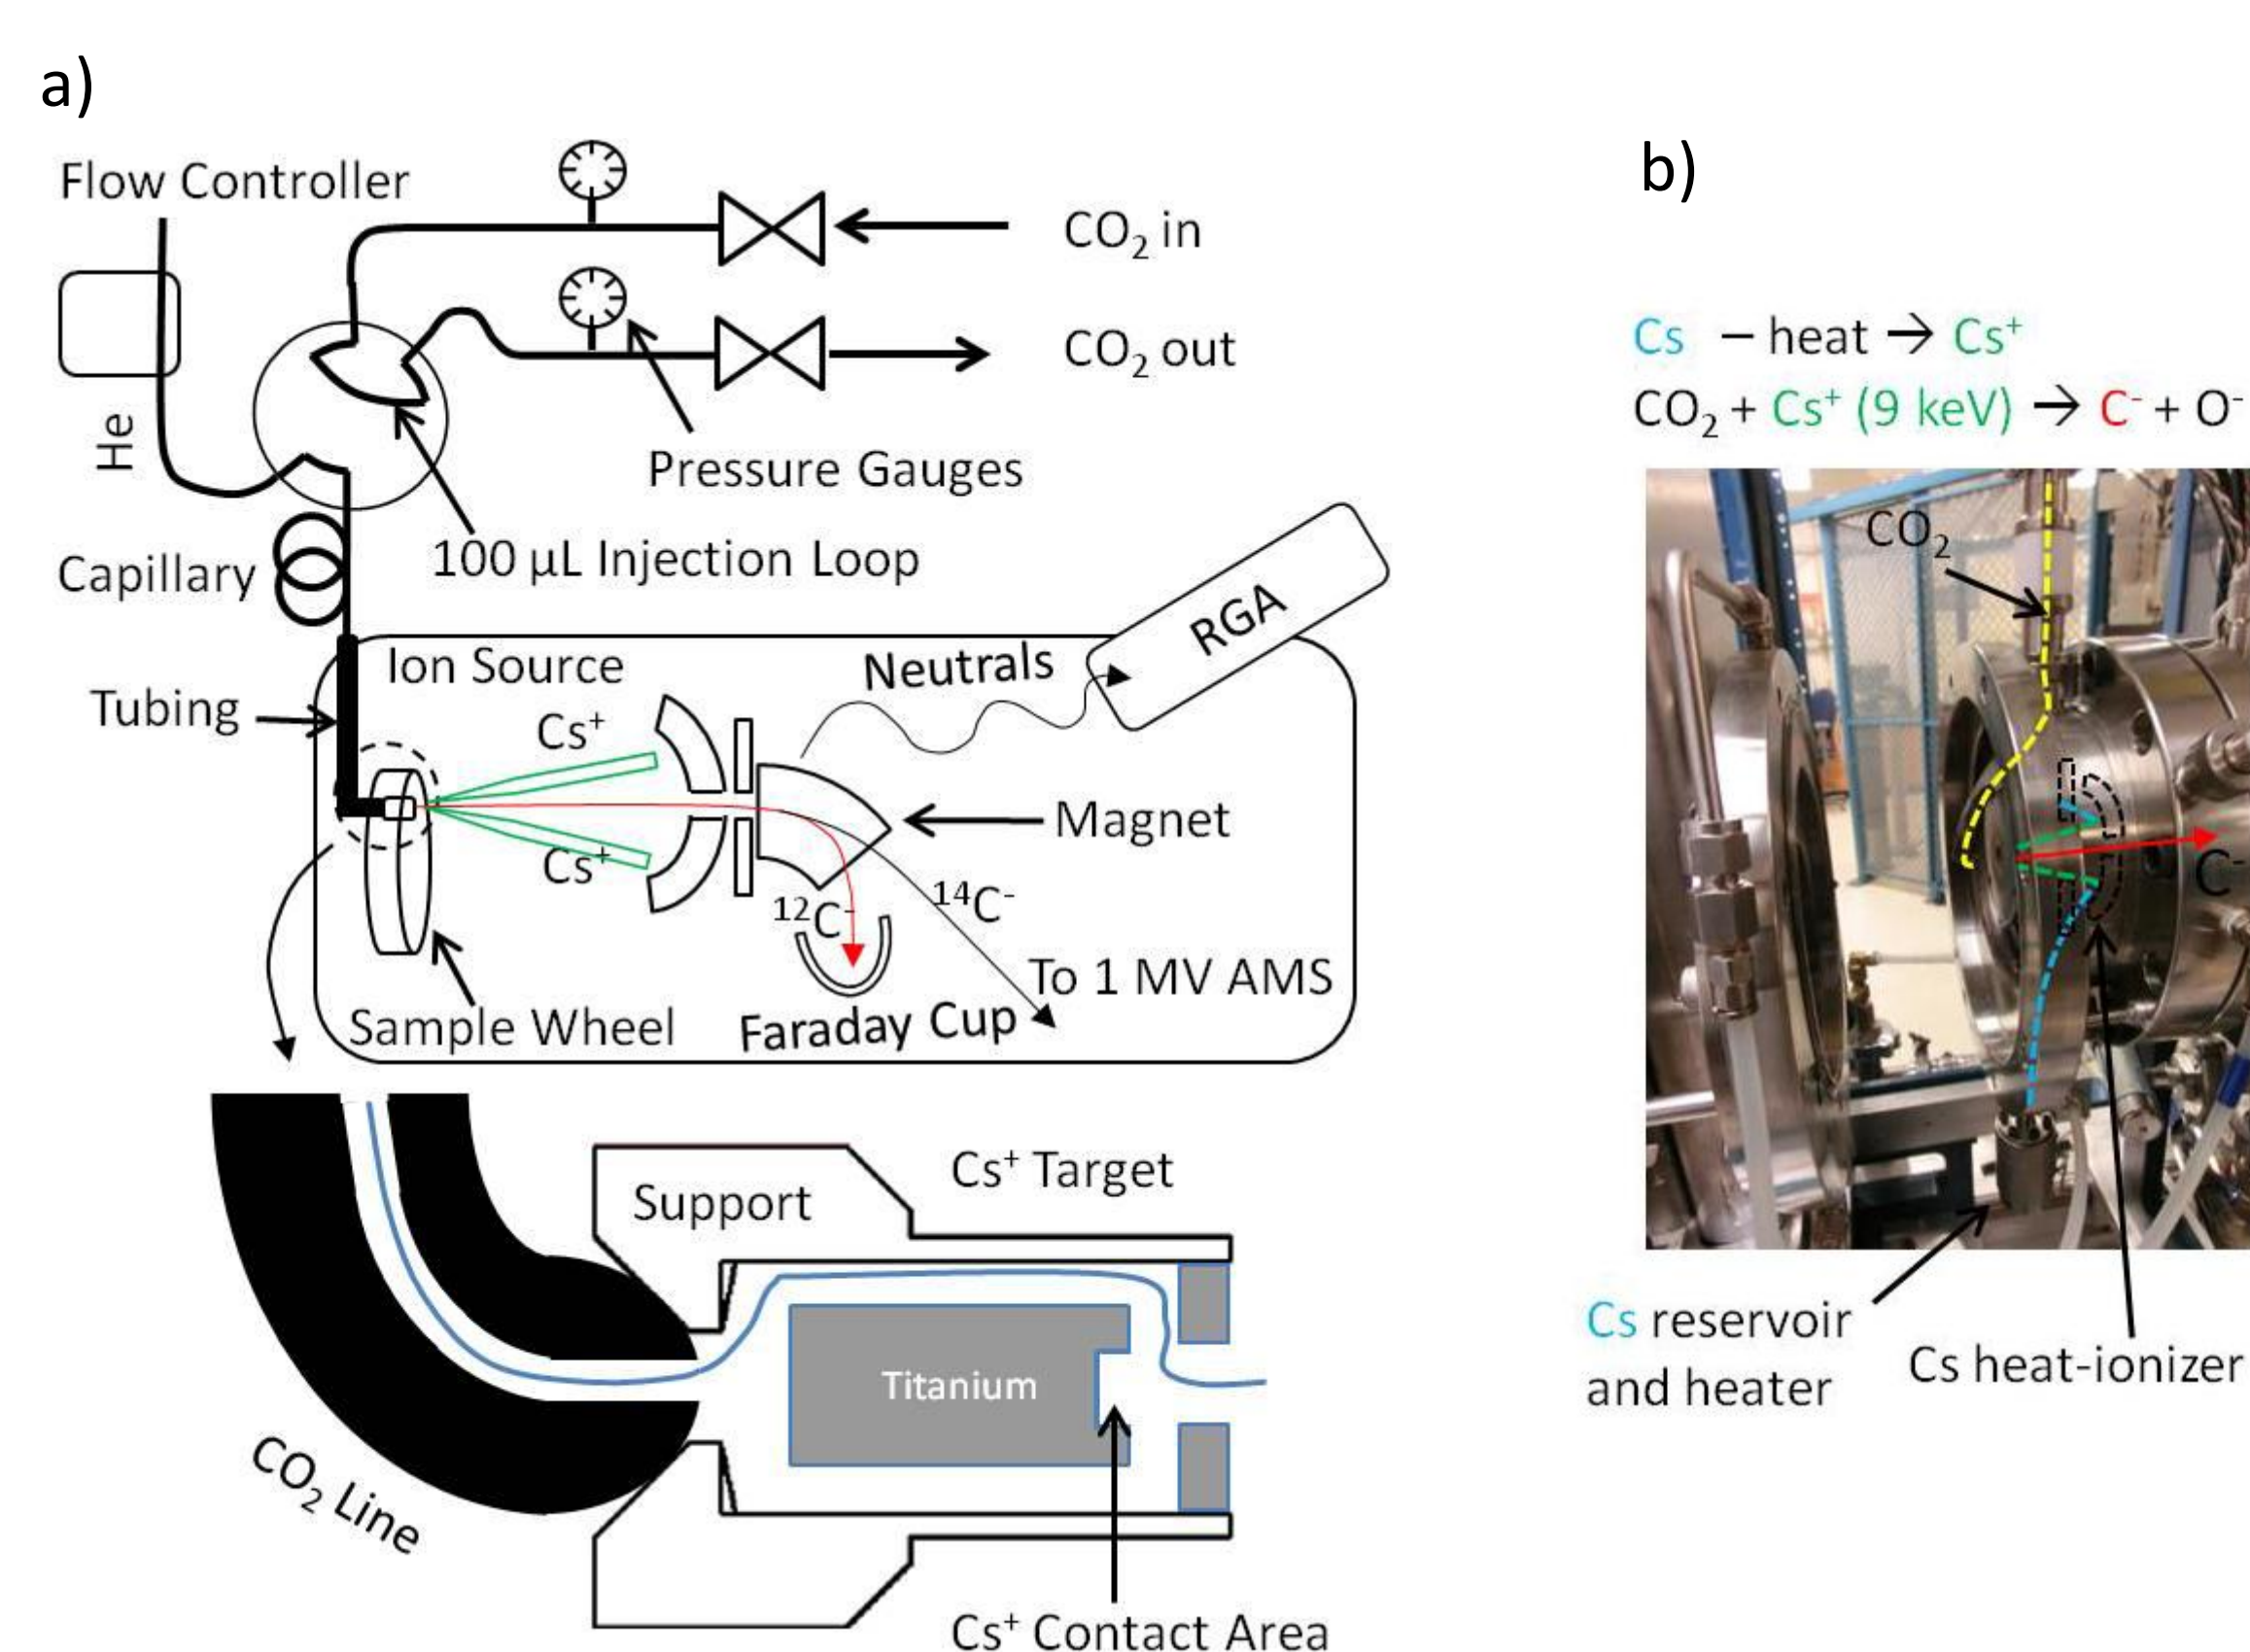 a)
Flow Controller
CO₂ in
CO₂ out
He
Pressure Gauges
100 µL Injection Loop
Capillary
RGA
Ion Source
Neutrals
Tubing
Cs⁺
Cs⁺
Magnet
¹²C⁻
¹⁴C⁻
To 1 MV AMS
Sample Wheel
Faraday Cup
Cs⁺ Target
Support
Titanium
CO₂ Line
Cs⁺ Contact Area
b)
Cs – heat → Cs⁺
CO₂ + Cs⁺ (9 keV) → C⁻ + O⁻
CO₂
C⁻
Cs reservoir
and heater
Cs heat-ionizer